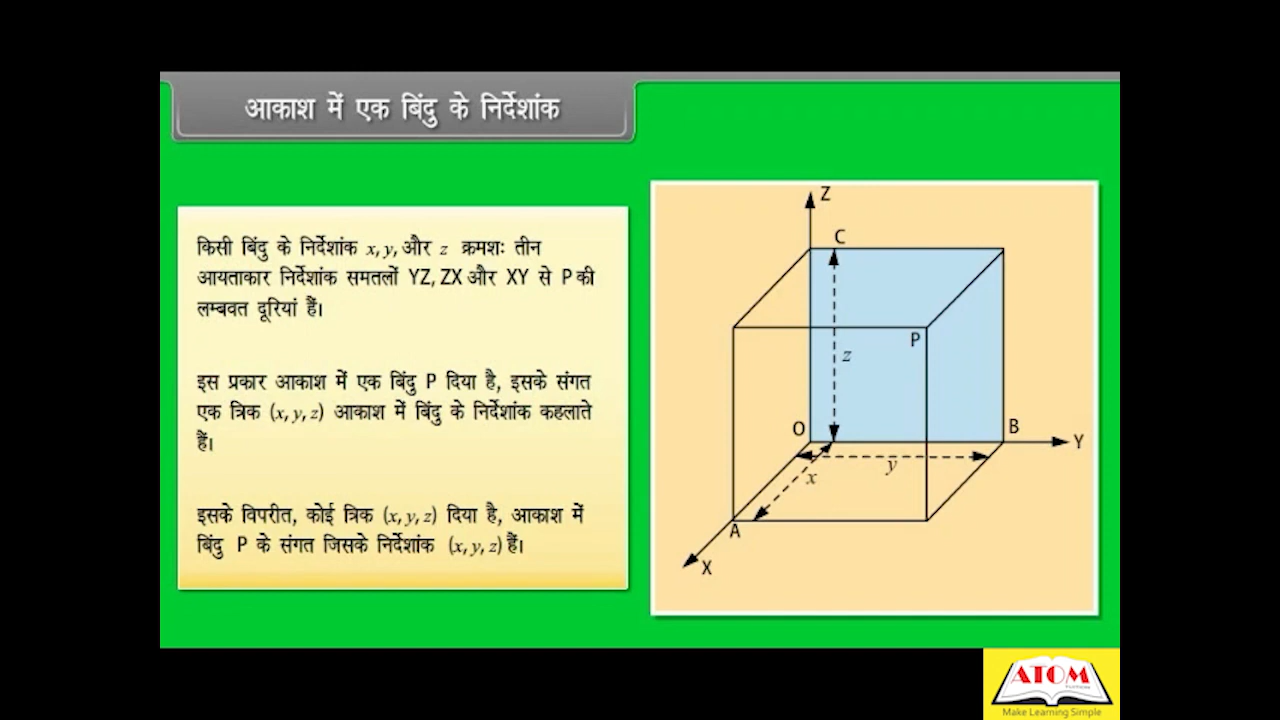 आकाश में एक बिंदु के निर्देशांक
किसी बिंदु के निर्देशांक x, y, और z क्रमशः तीन
आयताकार निर्देशांक समतलों YZ, ZX और XY से P की
लम्बवत दूरियां हैं।
इस प्रकार आकाश में एक बिंदु P दिया है, इसके संगत
एक त्रिक (x, y, z) आकाश में बिंदु के निर्देशांक कहलाते
हैं।
इसके विपरीत, कोई त्रिक (x, y, z) दिया है, आकाश में
बिंदु P के संगत जिसके निर्देशांक (x, y, z) हैं।
Z
C
P
z
O
B
Y
y
x
A
X
ATOM
Make Learning Simple